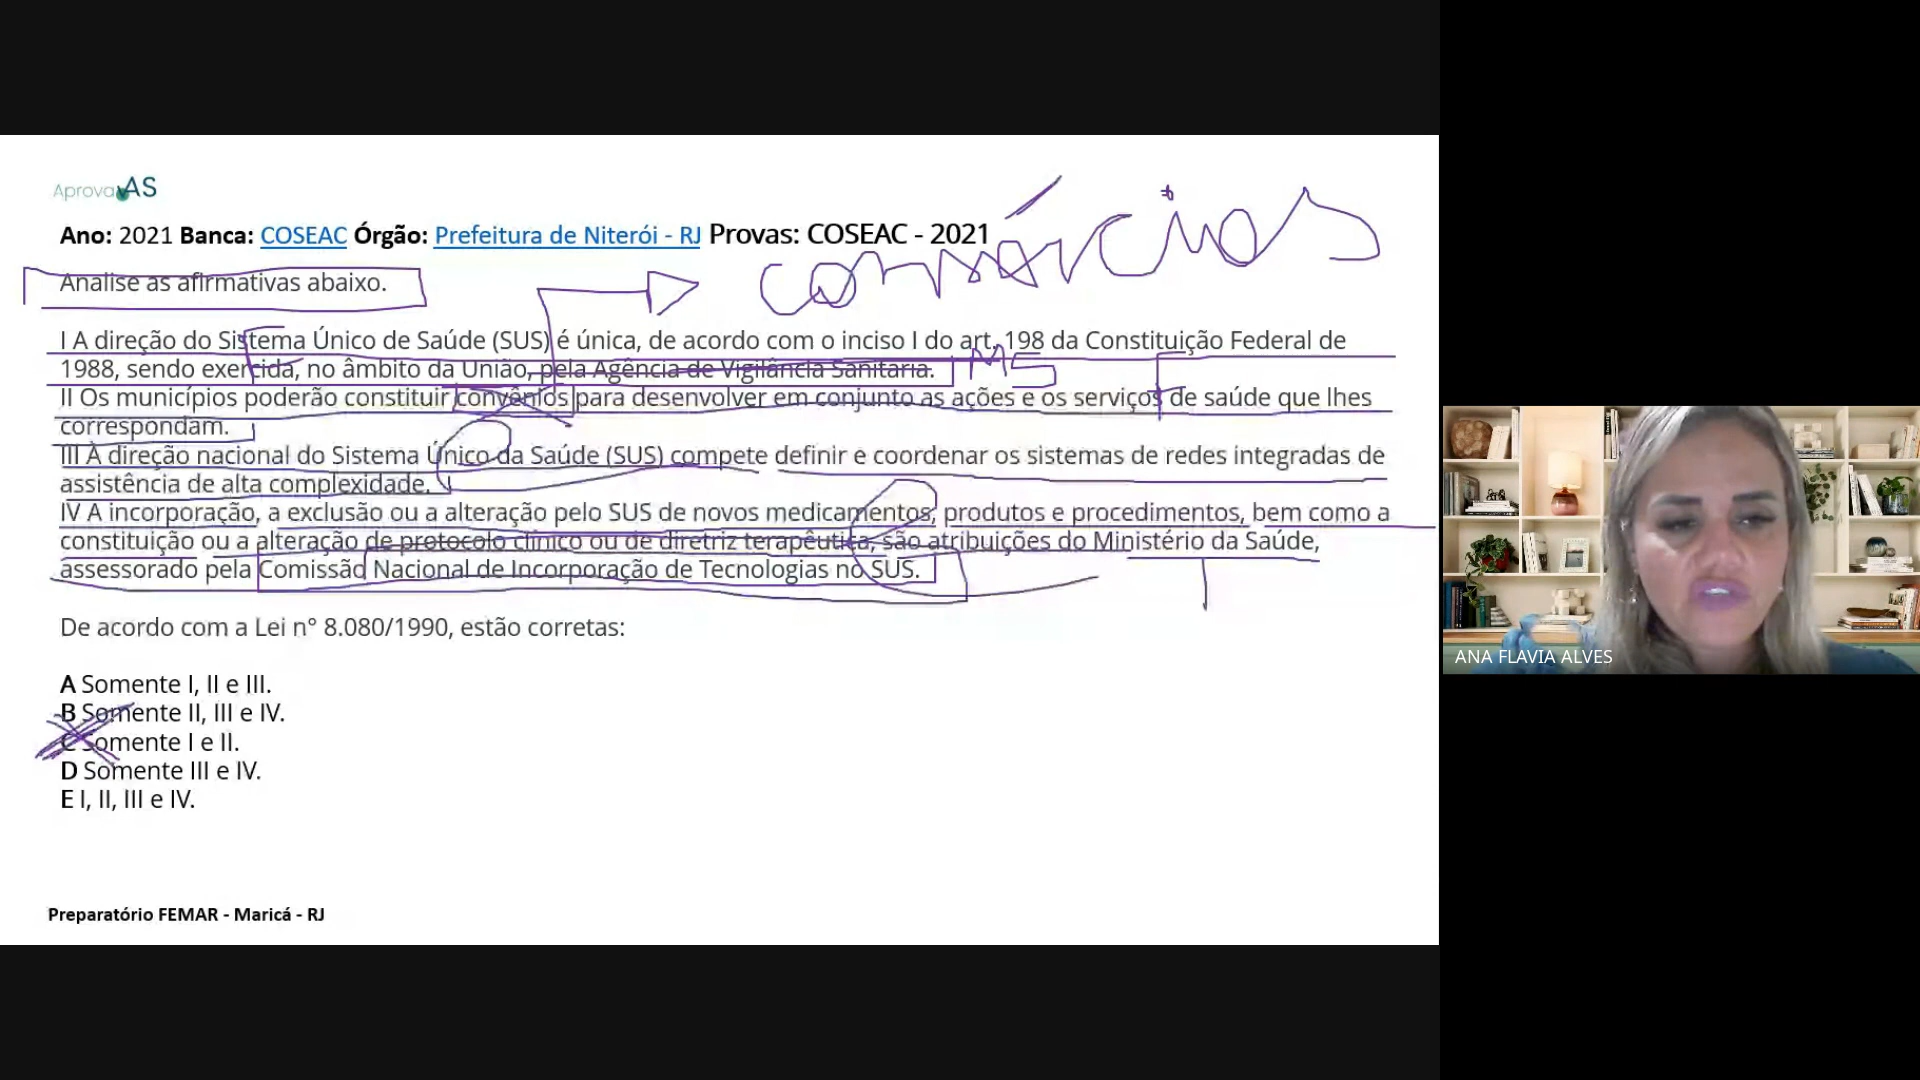 AprovaAS
consórcios
Ano: 2021 Banca: COSEAC Órgão: Prefeitura de Niterói - RJ Provas: COSEAC - 2021
Analise as afirmativas abaixo.
I A direção do Sistema Único de Saúde (SUS) é única, de acordo com o inciso I do art. 198 da Constituição Federal de
1988, sendo exercida, no âmbito da União, pela Agência de Vigilância Sanitaria. MS
II Os municípios poderão constituir convênios para desenvolver em conjunto as ações e os serviços de saúde que lhes
correspondam.
III À direção nacional do Sistema Único da Saúde (SUS) compete definir e coordenar os sistemas de redes integradas de
assistência de alta complexidade.
IV A incorporação, a exclusão ou a alteração pelo SUS de novos medicamentos, produtos e procedimentos, bem como a
constituição ou a alteração de protocolo clínico ou de diretriz terapêutica, são atribuições do Ministério da Saúde,
assessorado pela Comissão Nacional de Incorporação de Tecnologias no SUS.
De acordo com a Lei n° 8.080/1990, estão corretas:
A Somente I, II e III.
B Somente II, III e IV.
C Somente I e II.
D Somente III e IV.
E I, II, III e IV.
Preparatório FEMAR - Maricá - RJ
ANA FLAVIA ALVES